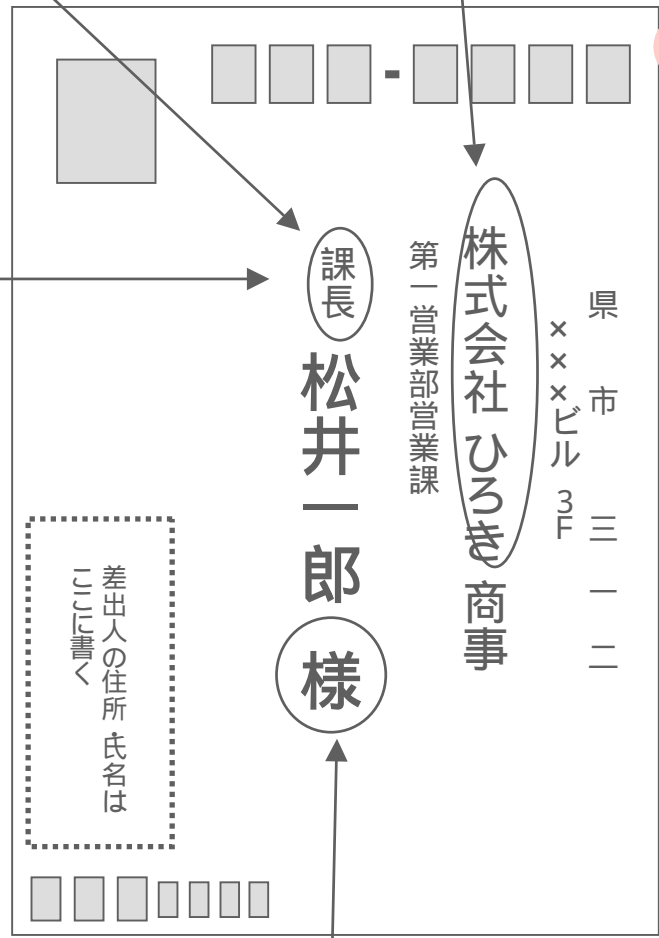 県 市 三 一 二
×××ビル 3F
株式会社 ひろき 商事
第一営業部営業課
課長 松井一郎 様
差出人の住所・氏名は
ここに書く